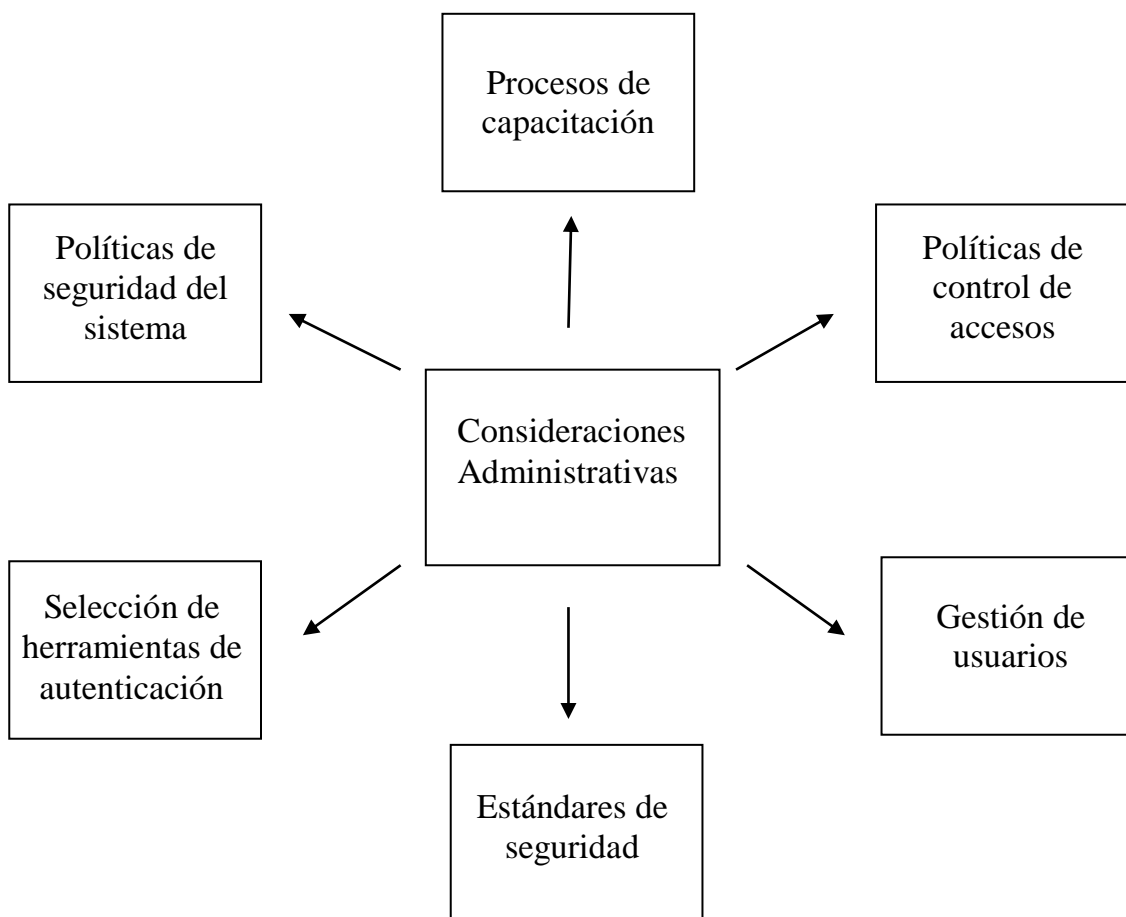 Procesos de
capacitación
Políticas de
seguridad del
sistema
Políticas de
control de
accesos
Consideraciones
Administrativas
Selección de
herramientas de
autenticación
Gestión de
usuarios
Estándares de
seguridad